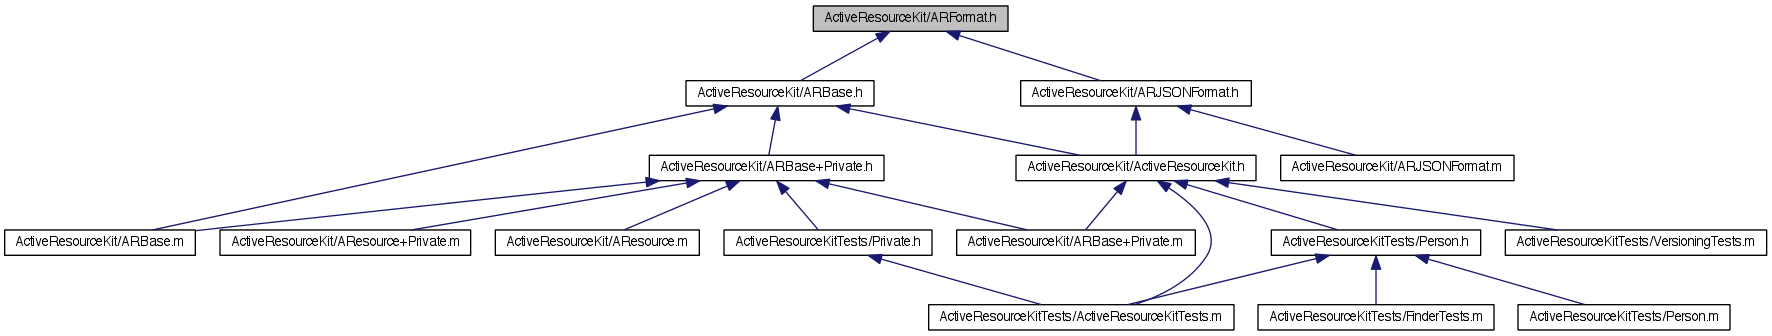 ActiveResourceKit/ARFormat.h
ActiveResourceKit/ARBase.h
ActiveResourceKit/ARJSONFormat.h
ActiveResourceKit/ARBase+Private.h
ActiveResourceKit/ActiveResourceKit.h
ActiveResourceKit/ARJSONFormat.m
ActiveResourceKit/ARBase.m
ActiveResourceKit/AResource+Private.m
ActiveResourceKit/AResource.m
ActiveResourceKitTests/Private.h
ActiveResourceKit/ARBase+Private.m
ActiveResourceKitTests/Person.h
ActiveResourceKitTests/VersioningTests.m
ActiveResourceKitTests/ActiveResourceKitTests.m
ActiveResourceKitTests/FinderTests.m
ActiveResourceKitTests/Person.m